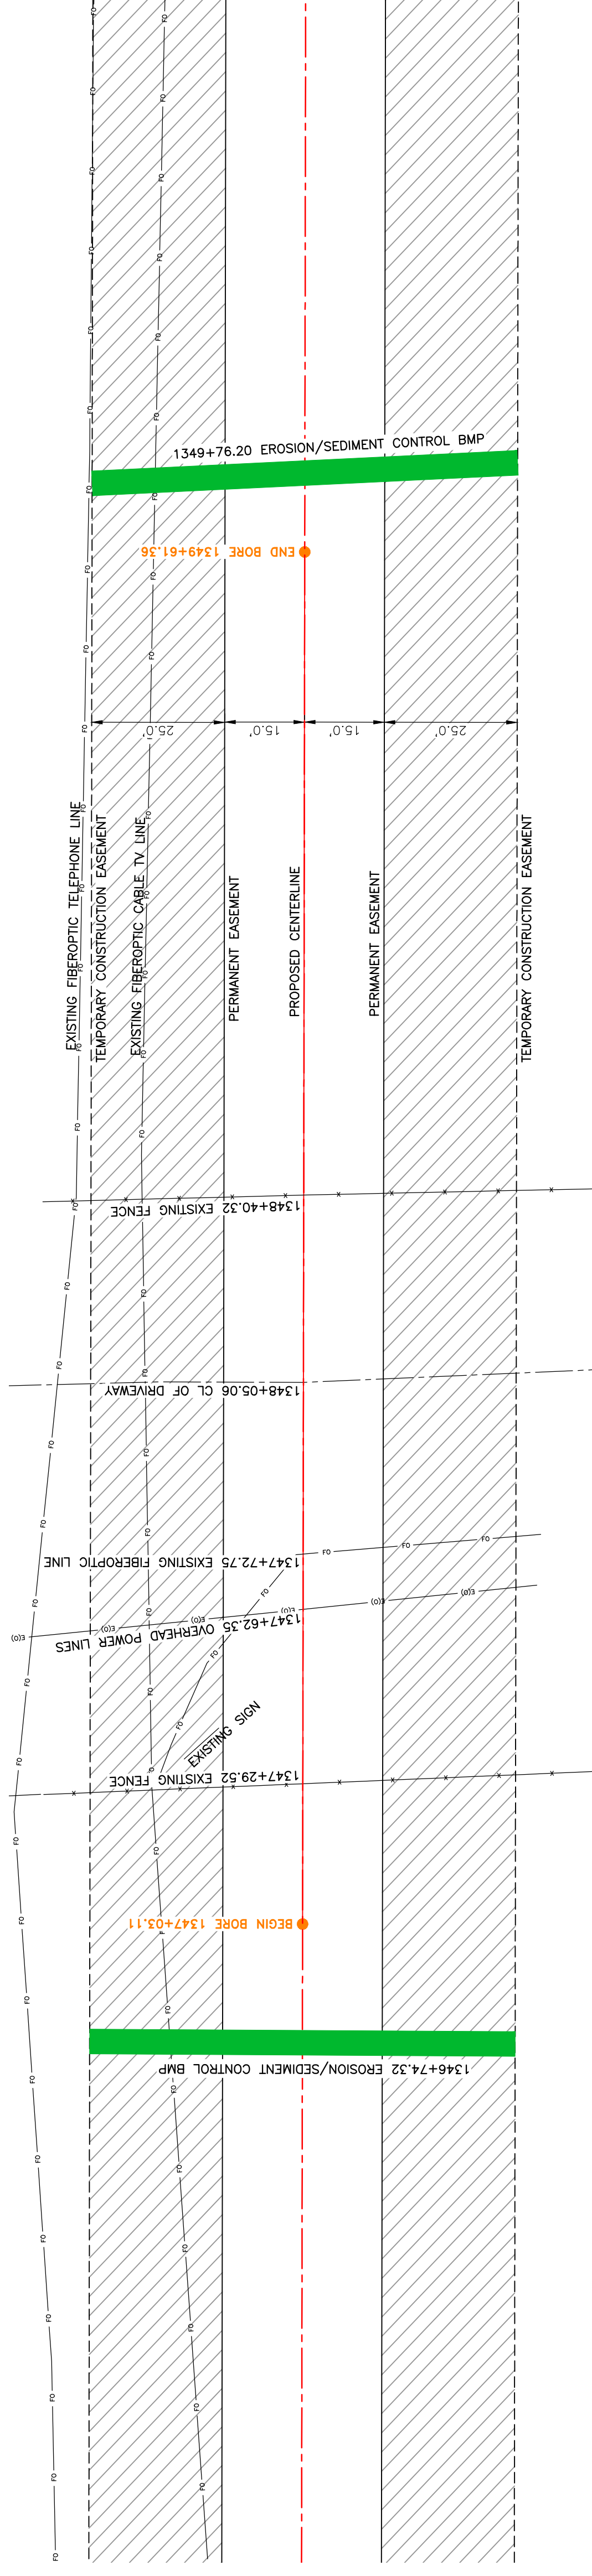 1349+76.20 EROSION/SEDIMENT CONTROL BMP
END BORE 1349+61.36
25.0'
15.0'
15.0'
25.0'
EXISTING FIBEROPTIC TELEPHONE LINE
TEMPORARY CONSTRUCTION EASEMENT
EXISTING FIBEROPTIC CABLE TV LINE
PERMANENT EASEMENT
PROPOSED CENTERLINE
PERMANENT EASEMENT
TEMPORARY CONSTRUCTION EASEMENT
1348+40.32 EXISTING FENCE
1348+05.06 CL OF DRIVEWAY
1347+72.75 EXISTING FIBEROPTIC LINE
FO
E(O)
1347+62.35 OVERHEAD POWER LINES
EXISTING SIGN
1347+29.52 EXISTING FENCE
BEGIN BORE 1347+03.11
1346+74.32 EROSION/SEDIMENT CONTROL BMP